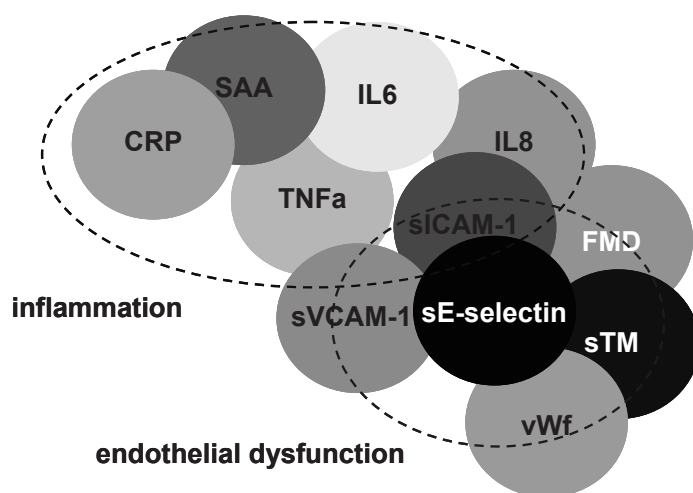 SAA
IL6
CRP
IL8
TNFa
sICAM-1
FMD
inflammation
sVCAM-1
sE-selectin
sTM
vWf
endothelial dysfunction